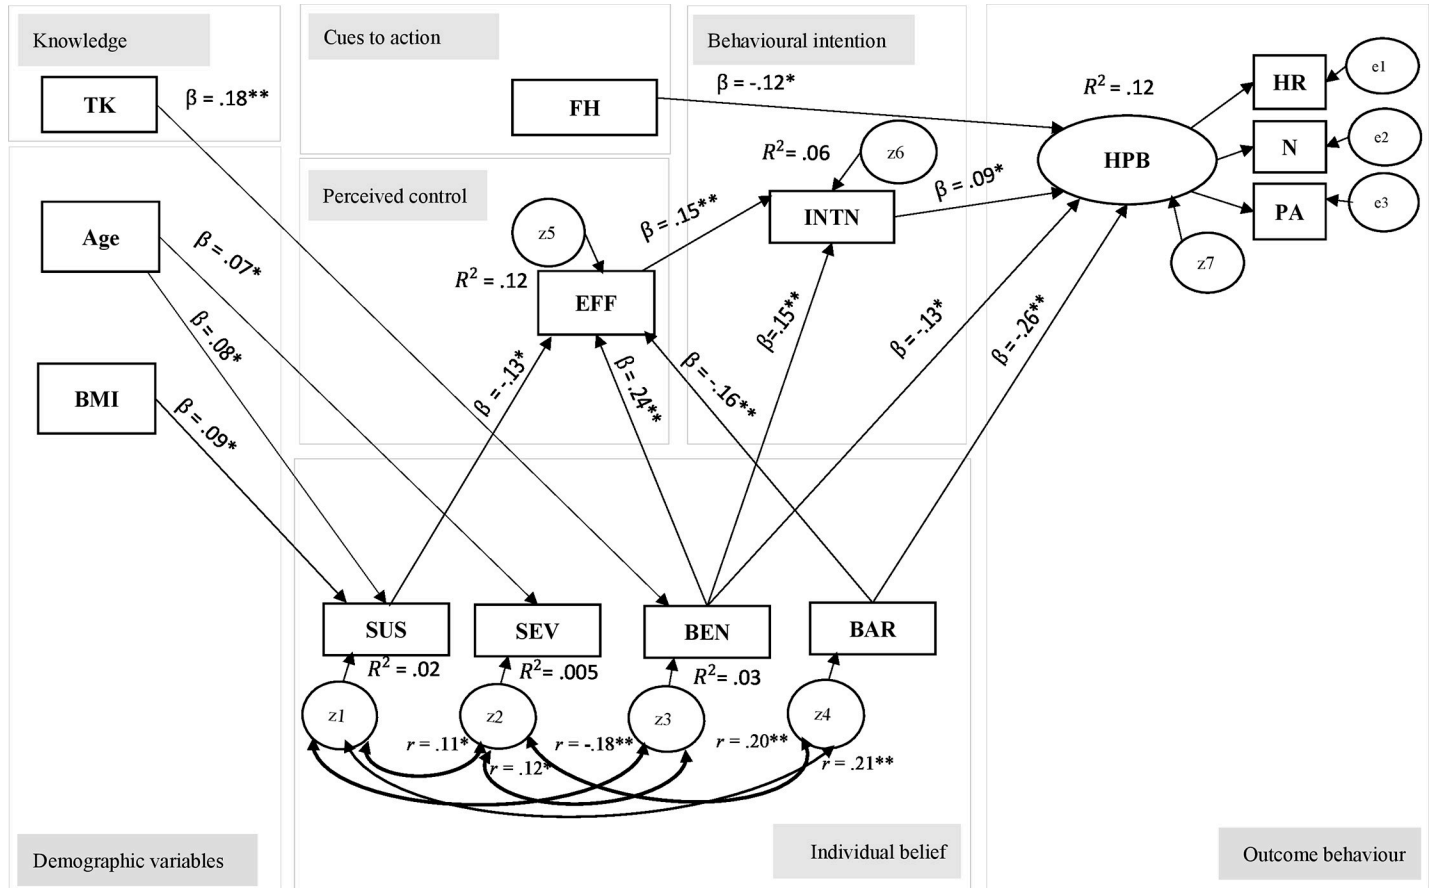 Knowledge
Cues to action
Behavioural intention
TK
β = .18**
FH
β = -.12*
R² = .12
HR
e1
HPB
N
e2
PA
e3
z7
Perceived control
R²= .06
z6
INTN
β = .09*
β = .15**
z5
R² = .12
EFF
Age
β = .07*
β = .08*
BMI
β = .09*
β = -.13*
β = .24**
β = -.16**
β=.15**
β = -.13*
β = -.26**
SUS
SEV
BEN
BAR
R² = .02
R²= .005
R² = .03
z1
z2
z3
z4
r = .11*
r = -.18**
r = .20**
r = .12*
r = .21**
Demographic variables
Individual belief
Outcome behaviour